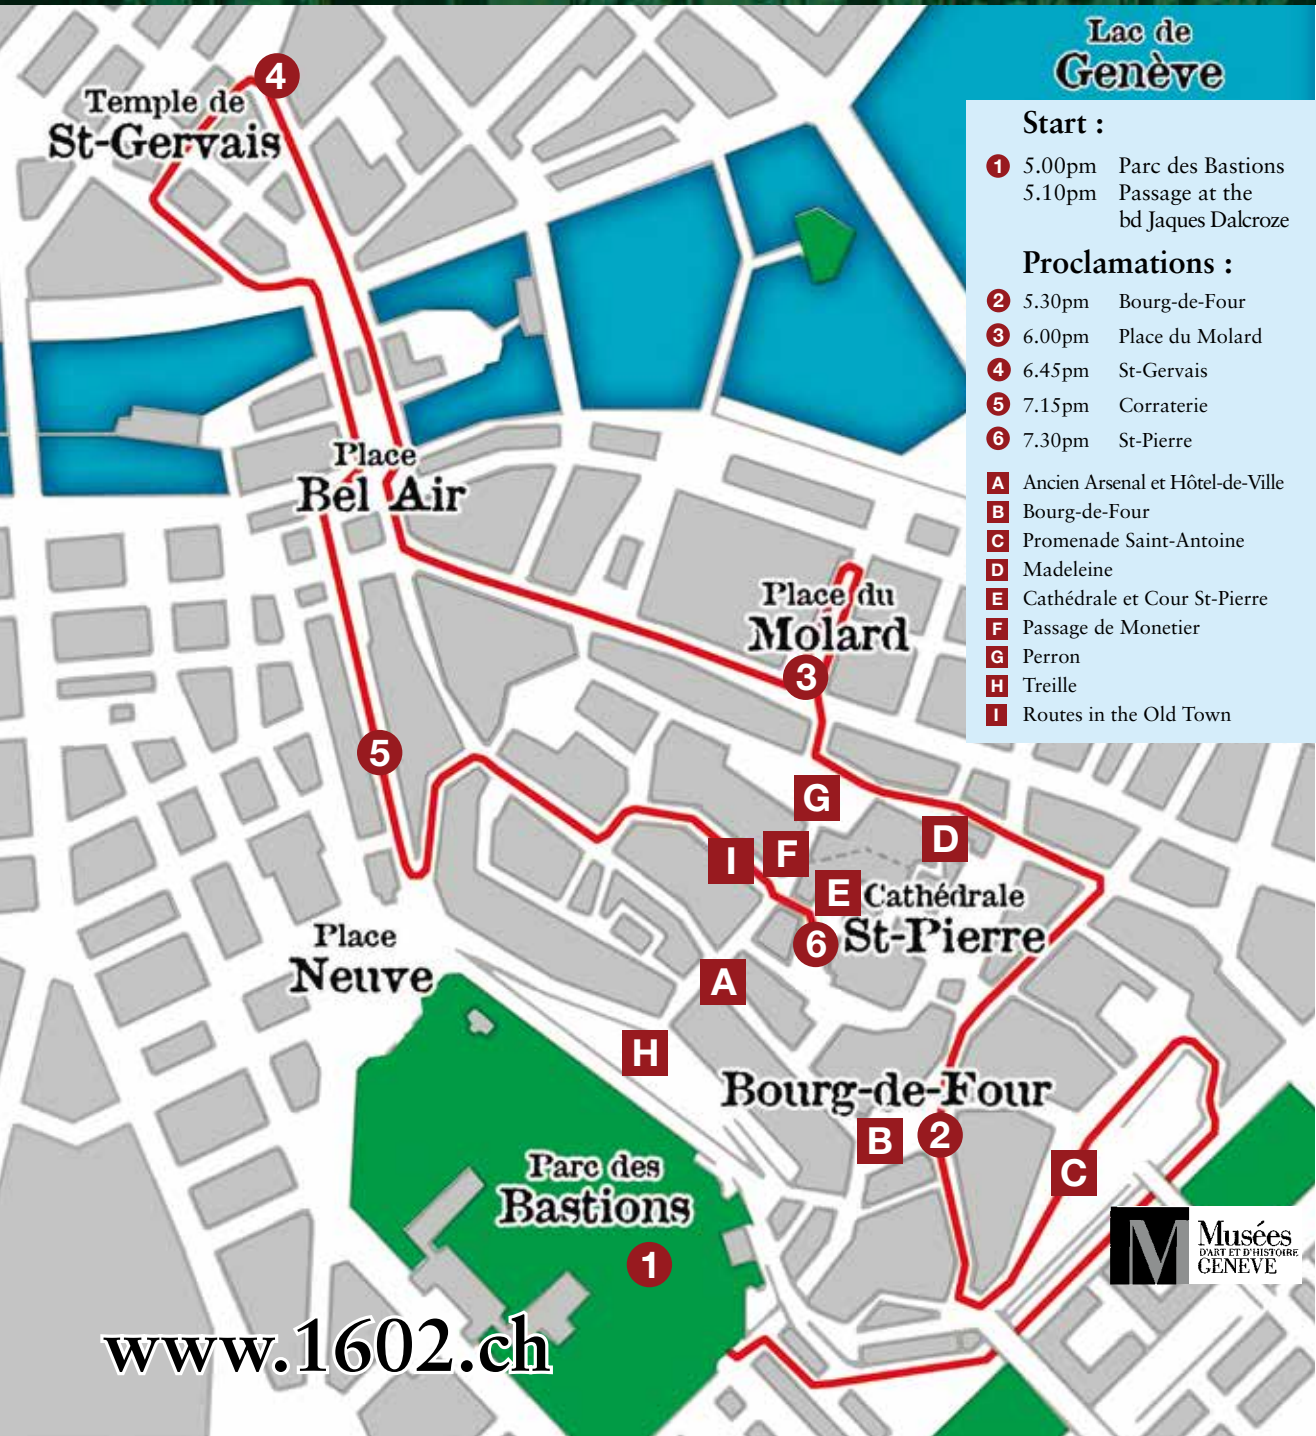 Lac de
Genève
Start :
1 5.00pm Parc des Bastions
5.10pm Passage at the
bd Jaques Dalcroze
Proclamations :
2 5.30pm Bourg-de-Four
3 6.00pm Place du Molard
4 6.45pm St-Gervais
5 7.15pm Corraterie
6 7.30pm St-Pierre
A Ancien Arsenal et Hôtel-de-Ville
B Bourg-de-Four
C Promenade Saint-Antoine
D Madeleine
E Cathédrale et Cour St-Pierre
F Passage de Monetier
G Perron
H Treille
I Routes in the Old Town
4
Temple de
St-Gervais
Place
Bel Air
Place du
Molard
3
5
G
D
I
F
E
Cathédrale
6
St-Pierre
Place
Neuve
A
H
Bourg-de-Four
B
2
C
Parc des
Bastions
1
M
Musées
D'ART ET D'HISTOIRE
GENEVE
www.1602.ch